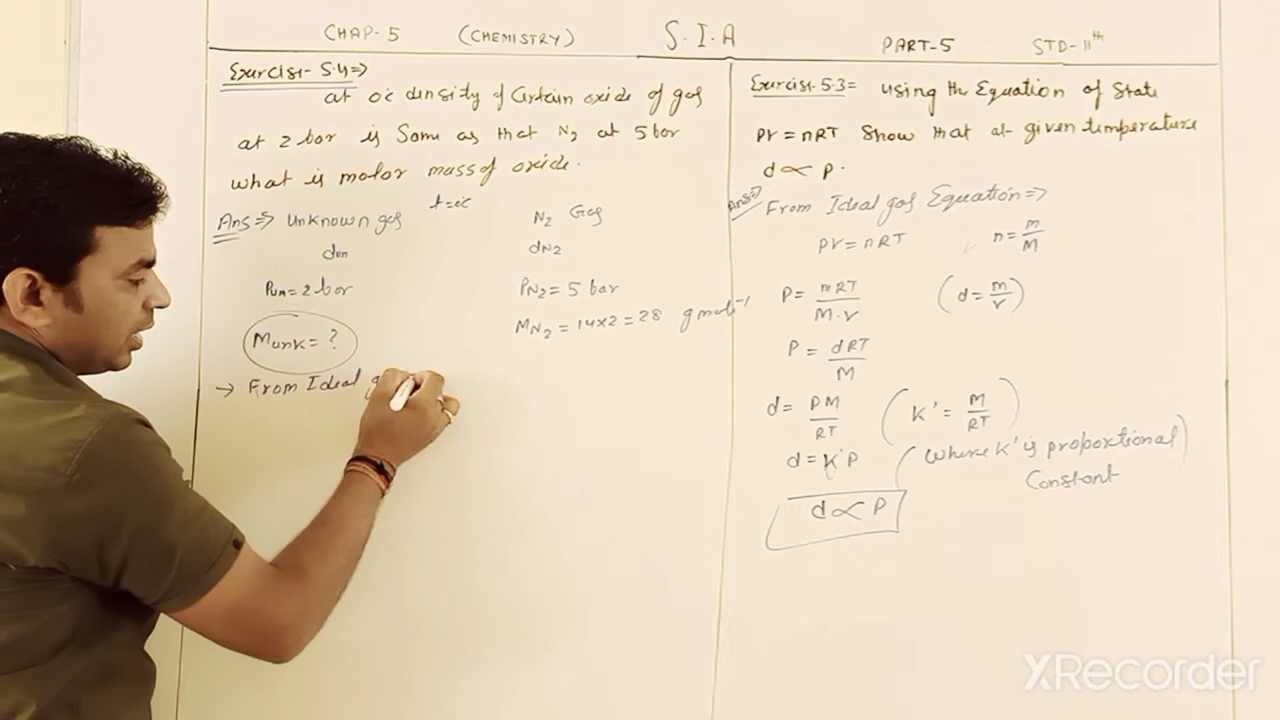 CHAP-5 (CHEMISTRY) S.I.A PART-5 STD-11th
Exercise-5.4⇒
at 0c density of Certain oxide of gas
at 2 bar is Same as that N2 at 5 bar
what is molar mass of oxide.
Ans⇒ Unknown gas t=0c N2 Gas
dun dN2
Pun=2 bar PN2=5 bar
Munk=? MN2=14×2=28 g mol-1
→ From Ideal g
Exercise-5.3= Using the Equation of State
PV=nRT Show that at given temperature
d∝P.
Ans⇒ From Ideal gas Equation⇒
PV=nRT n=m/M
P=mRT/M.V (d=m/V)
P=dRT/M
d=PM/RT (K'=M/RT)
d=K'P (Where K' is proportional
Constant)
d∝P
XRecorder